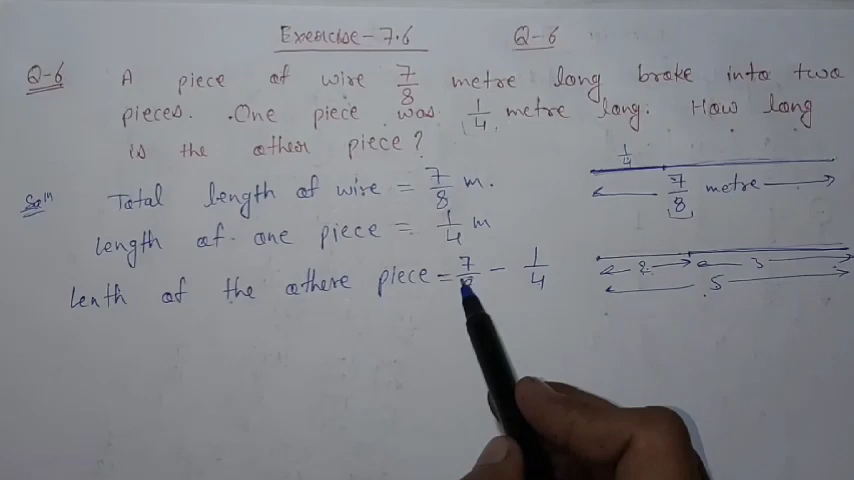 Exercise-7.6 Q-6
Q-6 A piece of wire 7/8 metre long broke into two
pieces. One piece was 1/4 metre long. How long
is the other piece?
Soln Total length of wire = 7/8 m.
length of one piece = 1/4 m
Lenth of the othere piece = 7/8 - 1/4
1/4
7/8 metre
2 3
5